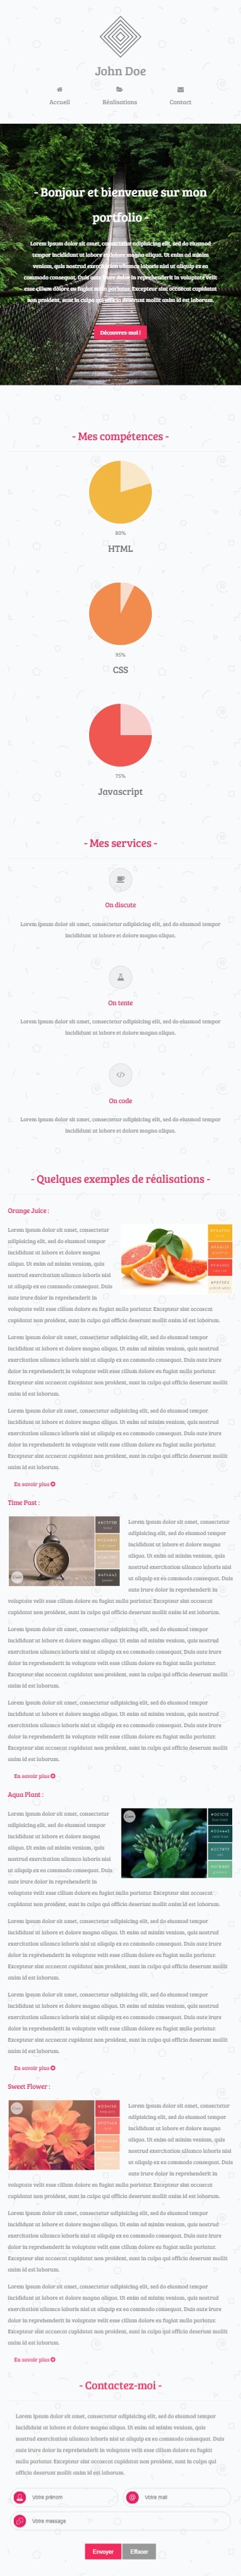 John Doe
Accueil Réalisations Contact
- Bonjour et bienvenue sur mon
portfolio -
Lorem ipsum dolor sit amet, consectetur adipisicing elit, sed do eiusmod
tempor incididunt ut labore et dolore magna aliqua. Ut enim ad minim
veniam, quis nostrud exercitation ullamco laboris nisi ut aliquip ex ea
commodo consequat. Duis aute irure dolor in reprehenderit in voluptate velit
esse cillum dolore eu fugiat nulla pariatur. Excepteur sint occaecat cupidatat
non proident, sunt in culpa qui officia deserunt mollit anim id est laborum.
Découvrez-moi !
- Mes compétences -
80%
HTML
95%
CSS
75%
Javascript
- Mes services -
On discute
Lorem ipsum dolor sit amet, consectetur adipisicing elit, sed do eiusmod tempor
incididunt ut labore et dolore magna aliqua.
On tente
Lorem ipsum dolor sit amet, consectetur adipisicing elit, sed do eiusmod tempor
incididunt ut labore et dolore magna aliqua.
On code
Lorem ipsum dolor sit amet, consectetur adipisicing elit, sed do eiusmod tempor
incididunt ut labore et dolore magna aliqua.
- Quelques exemples de réalisations -
Orange Juice :
Lorem ipsum dolor sit amet, consectetur
adipisicing elit, sed do eiusmod tempor
incididunt ut labore et dolore magna
aliqua. Ut enim ad minim veniam, quis
nostrud exercitation ullamco laboris nisi
ut aliquip ex ea commodo consequat. Duis
aute irure dolor in reprehenderit in
voluptate velit esse cillum dolore eu fugiat nulla pariatur. Excepteur sint occaecat
cupidatat non proident, sunt in culpa qui officia deserunt mollit anim id est laborum.
Lorem ipsum dolor sit amet, consectetur adipisicing elit, sed do eiusmod tempor
incididunt ut labore et dolore magna aliqua. Ut enim ad minim veniam, quis nostrud
exercitation ullamco laboris nisi ut aliquip ex ea commodo consequat. Duis aute irure
dolor in reprehenderit in voluptate velit esse cillum dolore eu fugiat nulla pariatur.
Excepteur sint occaecat cupidatat non proident, sunt in culpa qui officia deserunt mollit
anim id est laborum.
Lorem ipsum dolor sit amet, consectetur adipisicing elit, sed do eiusmod tempor
incididunt ut labore et dolore magna aliqua. Ut enim ad minim veniam, quis nostrud
exercitation ullamco laboris nisi ut aliquip ex ea commodo consequat. Duis aute irure
dolor in reprehenderit in voluptate velit esse cillum dolore eu fugiat nulla pariatur.
Excepteur sint occaecat cupidatat non proident, sunt in culpa qui officia deserunt mollit
anim id est laborum.
En savoir plus
Time Past :
Lorem ipsum dolor sit amet, consectetur
adipisicing elit, sed do eiusmod tempor
incididunt ut labore et dolore magna
aliqua. Ut enim ad minim veniam, quis
nostrud exercitation ullamco laboris nisi
ut aliquip ex ea commodo consequat. Duis
aute irure dolor in reprehenderit in
voluptate velit esse cillum dolore eu fugiat nulla pariatur. Excepteur sint occaecat
cupidatat non proident, sunt in culpa qui officia deserunt mollit anim id est laborum.
Lorem ipsum dolor sit amet, consectetur adipisicing elit, sed do eiusmod tempor
incididunt ut labore et dolore magna aliqua. Ut enim ad minim veniam, quis nostrud
exercitation ullamco laboris nisi ut aliquip ex ea commodo consequat. Duis aute irure
dolor in reprehenderit in voluptate velit esse cillum dolore eu fugiat nulla pariatur.
Excepteur sint occaecat cupidatat non proident, sunt in culpa qui officia deserunt mollit
anim id est laborum.
Lorem ipsum dolor sit amet, consectetur adipisicing elit, sed do eiusmod tempor
incididunt ut labore et dolore magna aliqua. Ut enim ad minim veniam, quis nostrud
exercitation ullamco laboris nisi ut aliquip ex ea commodo consequat. Duis aute irure
dolor in reprehenderit in voluptate velit esse cillum dolore eu fugiat nulla pariatur.
Excepteur sint occaecat cupidatat non proident, sunt in culpa qui officia deserunt mollit
anim id est laborum.
En savoir plus
Aqua Plant :
Lorem ipsum dolor sit amet, consectetur
adipisicing elit, sed do eiusmod tempor
incididunt ut labore et dolore magna
aliqua. Ut enim ad minim veniam, quis
nostrud exercitation ullamco laboris nisi
ut aliquip ex ea commodo consequat. Duis
aute irure dolor in reprehenderit in
voluptate velit esse cillum dolore eu fugiat nulla pariatur. Excepteur sint occaecat
cupidatat non proident, sunt in culpa qui officia deserunt mollit anim id est laborum.
Lorem ipsum dolor sit amet, consectetur adipisicing elit, sed do eiusmod tempor
incididunt ut labore et dolore magna aliqua. Ut enim ad minim veniam, quis nostrud
exercitation ullamco laboris nisi ut aliquip ex ea commodo consequat. Duis aute irure
dolor in reprehenderit in voluptate velit esse cillum dolore eu fugiat nulla pariatur.
Excepteur sint occaecat cupidatat non proident, sunt in culpa qui officia deserunt mollit
anim id est laborum.
Lorem ipsum dolor sit amet, consectetur adipisicing elit, sed do eiusmod tempor
incididunt ut labore et dolore magna aliqua. Ut enim ad minim veniam, quis nostrud
exercitation ullamco laboris nisi ut aliquip ex ea commodo consequat. Duis aute irure
dolor in reprehenderit in voluptate velit esse cillum dolore eu fugiat nulla pariatur.
Excepteur sint occaecat cupidatat non proident, sunt in culpa qui officia deserunt mollit
anim id est laborum.
En savoir plus
Sweet Flower :
Lorem ipsum dolor sit amet, consectetur
adipisicing elit, sed do eiusmod tempor
incididunt ut labore et dolore magna
aliqua. Ut enim ad minim veniam, quis
nostrud exercitation ullamco laboris nisi
ut aliquip ex ea commodo consequat. Duis
aute irure dolor in reprehenderit in
voluptate velit esse cillum dolore eu fugiat nulla pariatur. Excepteur sint occaecat
cupidatat non proident, sunt in culpa qui officia deserunt mollit anim id est laborum.
Lorem ipsum dolor sit amet, consectetur adipisicing elit, sed do eiusmod tempor
incididunt ut labore et dolore magna aliqua. Ut enim ad minim veniam, quis nostrud
exercitation ullamco laboris nisi ut aliquip ex ea commodo consequat. Duis aute irure
dolor in reprehenderit in voluptate velit esse cillum dolore eu fugiat nulla pariatur.
Excepteur sint occaecat cupidatat non proident, sunt in culpa qui officia deserunt mollit
anim id est laborum.
Lorem ipsum dolor sit amet, consectetur adipisicing elit, sed do eiusmod tempor
incididunt ut labore et dolore magna aliqua. Ut enim ad minim veniam, quis nostrud
exercitation ullamco laboris nisi ut aliquip ex ea commodo consequat. Duis aute irure
dolor in reprehenderit in voluptate velit esse cillum dolore eu fugiat nulla pariatur.
Excepteur sint occaecat cupidatat non proident, sunt in culpa qui officia deserunt mollit
anim id est laborum.
En savoir plus
- Contactez-moi -
Lorem ipsum dolor sit amet, consectetur adipisicing elit, sed do eiusmod tempor
incididunt ut labore et dolore magna aliqua. Ut enim ad minim veniam, quis
nostrud exercitation ullamco laboris nisi ut aliquip ex ea commodo consequat. Duis
aute irure dolor in reprehenderit in voluptate velit esse cillum dolore eu fugiat
nulla pariatur. Excepteur sint occaecat cupidatat non proident, sunt in culpa qui
officia deserunt mollit anim id est laborum.
Votre prénom Votre mail
Votre message
Envoyer Effacer